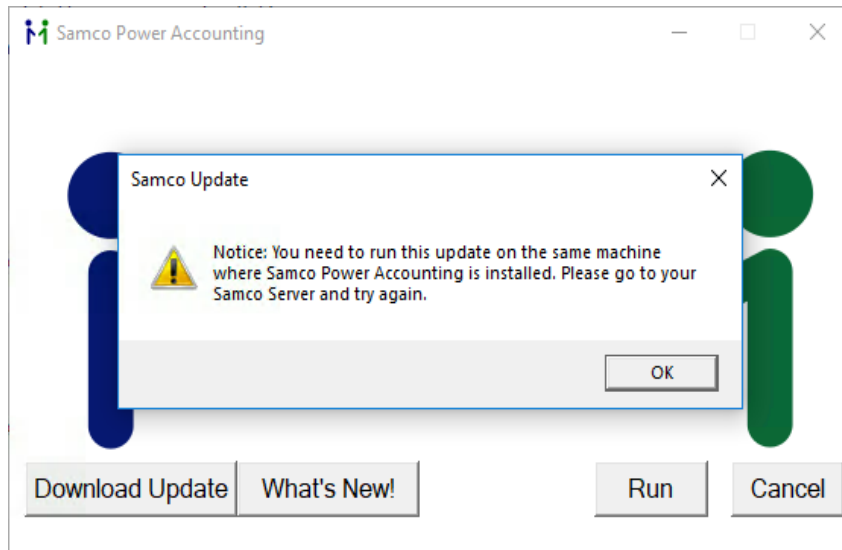 Samco Power Accounting
Samco Update
Notice: You need to run this update on the same machine
where Samco Power Accounting is installed. Please go to your
Samco Server and try again.
OK
Download Update
What's New!
Run
Cancel